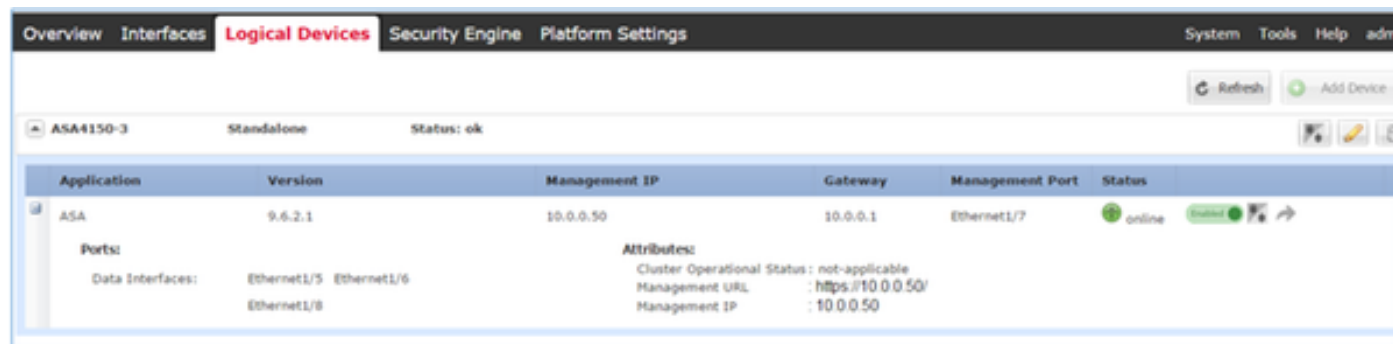 Overview Interfaces Logical Devices Security Engine Platform Settings System Tools Help adm
Refresh Add Device
ASA4150-3 Standalone Status: ok
Application Version Management IP Gateway Management Port Status
ASA 9.6.2.1 10.0.0.50 10.0.0.1 Ethernet1/7 online Enabled
Ports: Attributes:
Cluster Operational Status : not-applicable
Data Interfaces: Ethernet1/5 Ethernet1/6 Management URL : https://10.0.0.50/
Ethernet1/8 Management IP : 10.0.0.50